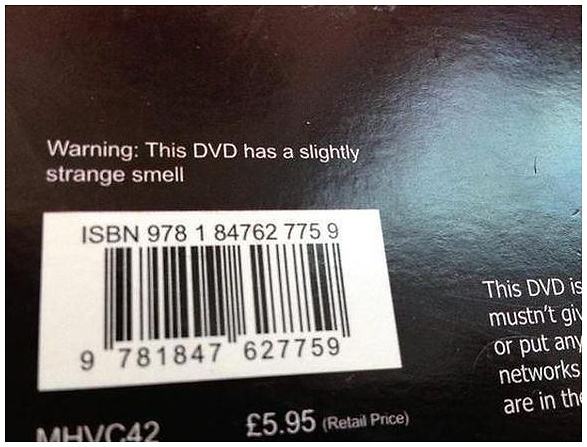 Warning: This DVD has a slightly
strange smell
ISBN 978 1 84762 775 9
9 781847 627759
MHVC42
£5.95 (Retail Price)
This DVD is
mustn't giv
or put any
networks
are in the